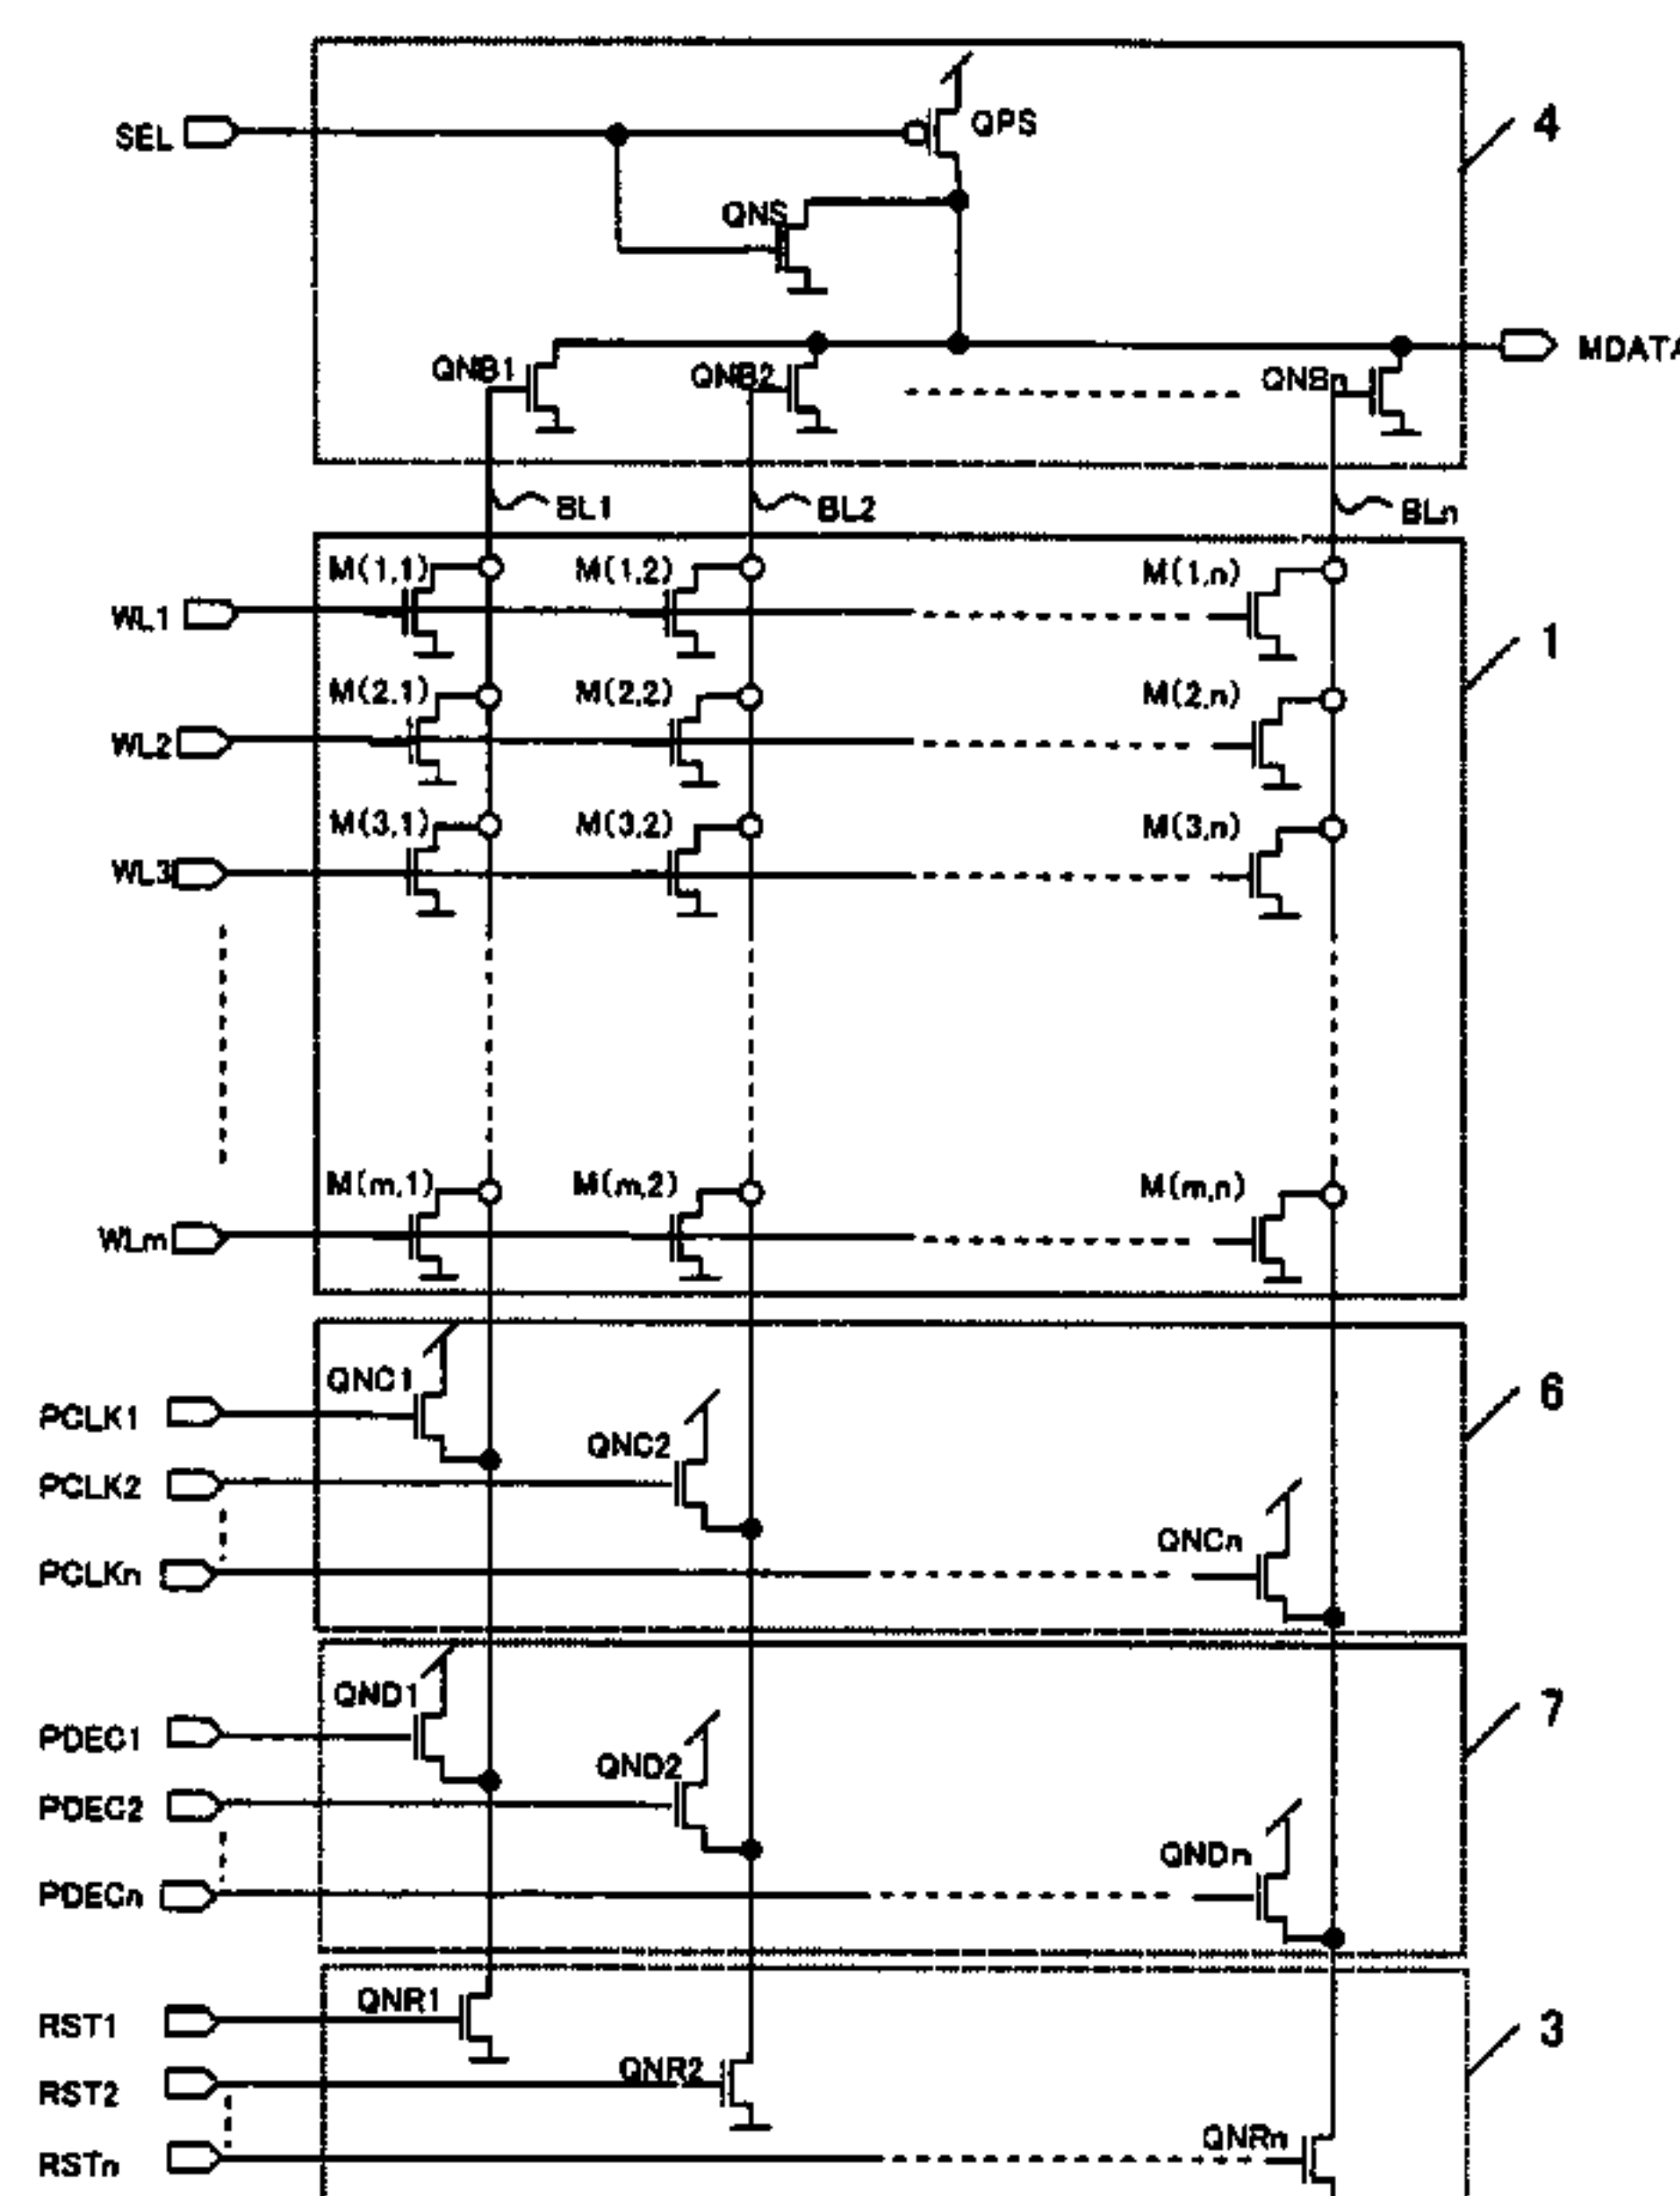 SEL
QPS
4
QNS
MDATA
QNB1
QNB2
QNBn
BL1
BL2
BLn
M(1,1)
M(1,2)
M(1,n)
WL1
1
M(2,1)
M(2,2)
M(2,n)
WL2
M(3,1)
M(3,2)
M(3,n)
WL3
M(m,1)
M(m,2)
M(m,n)
WLm
QNC1
6
PCLK1
QNC2
PCLK2
QNCn
PCLKn
QND1
7
PDEC1
QND2
PDEC2
QNDn
PDECn
QNR1
3
RST1
QNR2
RST2
QNRn
RSTn